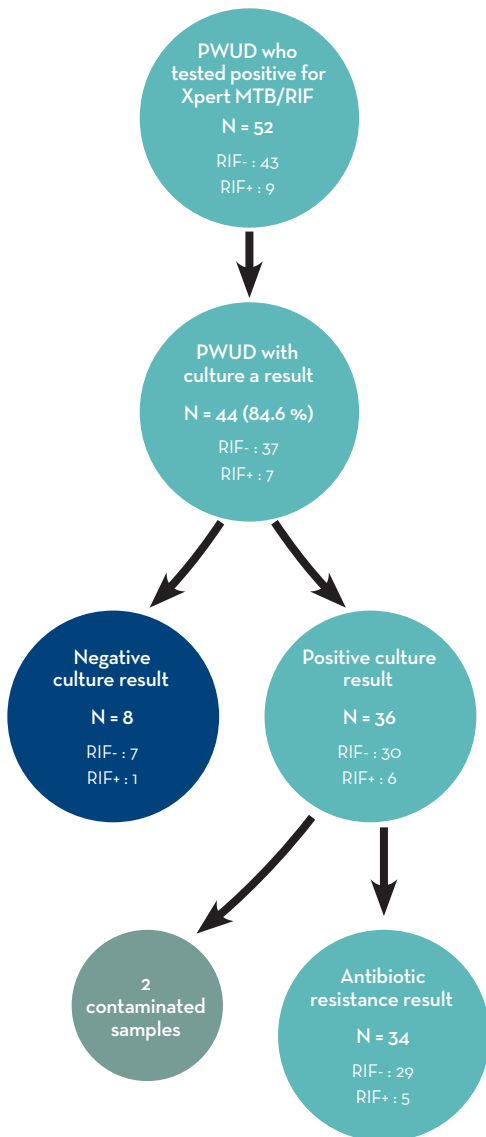 PWUD who
tested positive for
Xpert MTB/RIF
N = 52
RIF- : 43
RIF+ : 9
PWUD with
culture a result
N = 44 (84.6 %)
RIF- : 37
RIF+ : 7
Negative
culture result
N = 8
RIF- : 7
RIF+ : 1
Positive culture
result
N = 36
RIF- : 30
RIF+ : 6
2
contaminated
samples
Antibiotic
resistance result
N = 34
RIF- : 29
RIF+ : 5